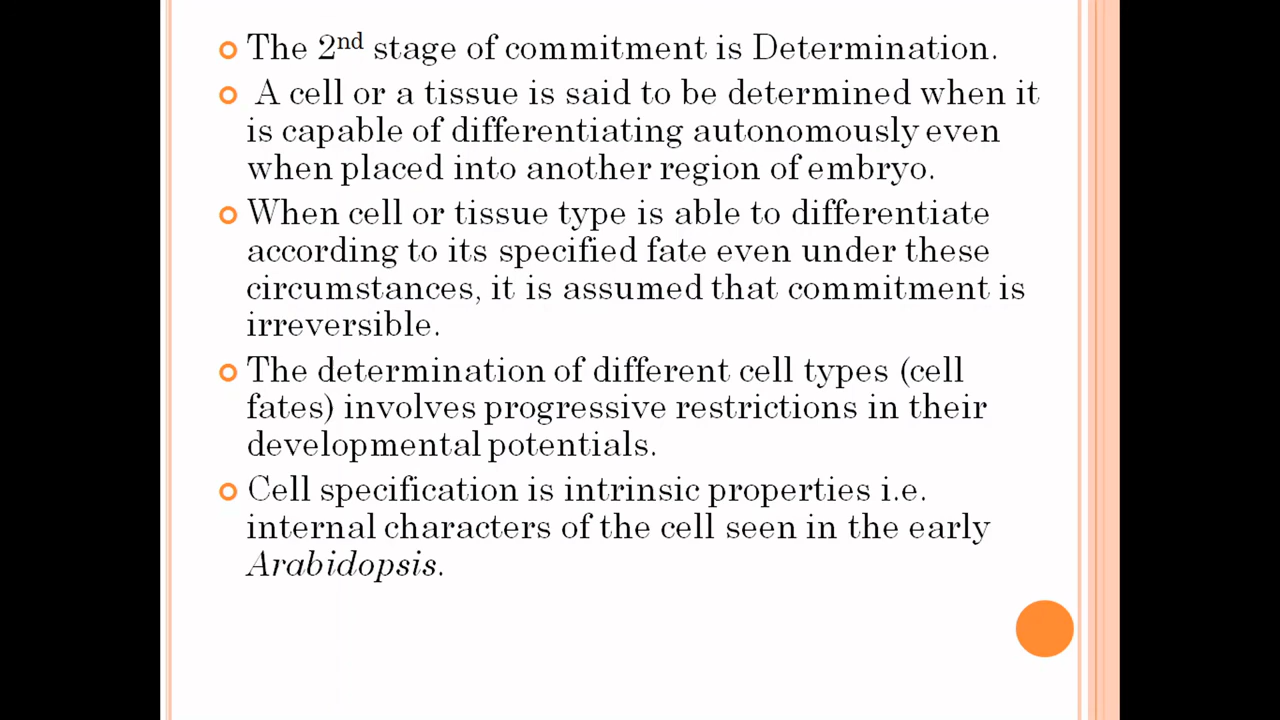 The 2nd stage of commitment is Determination.
A cell or a tissue is said to be determined when it
is capable of differentiating autonomously even
when placed into another region of embryo.
When cell or tissue type is able to differentiate
according to its specified fate even under these
circumstances, it is assumed that commitment is
irreversible.
The determination of different cell types (cell
fates) involves progressive restrictions in their
developmental potentials.
Cell specification is intrinsic properties i.e.
internal characters of the cell seen in the early
Arabidopsis.